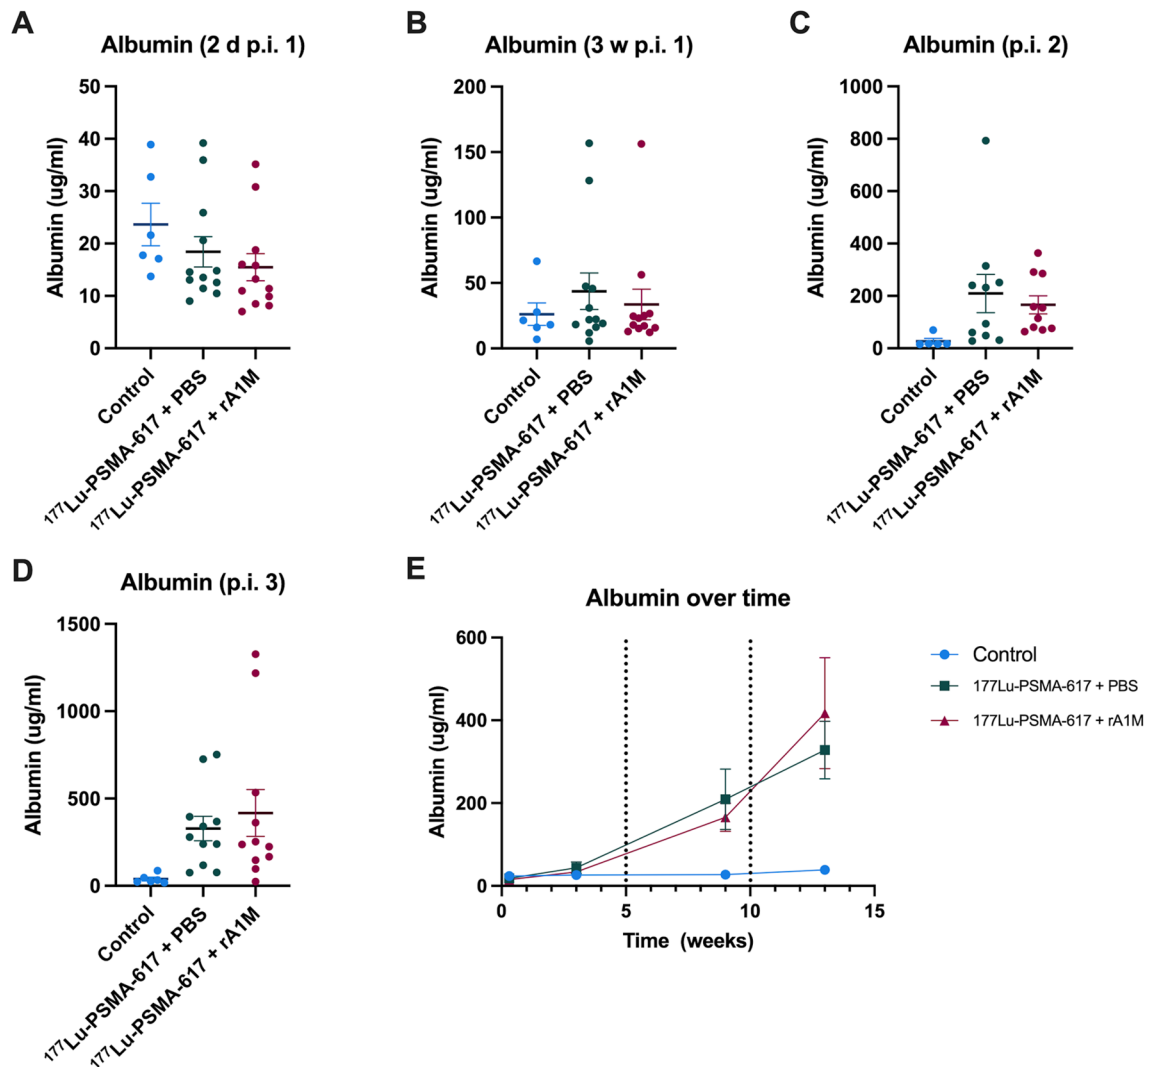 A
Albumin (2 d p.i. 1)
50
40
30
20
10
0
Albumin (ug/ml)
Control
¹⁷⁷Lu-PSMA-617 + PBS
¹⁷⁷Lu-PSMA-617 + rA1M
B
Albumin (3 w p.i. 1)
200
150
100
50
0
Albumin (ug/ml)
Control
¹⁷⁷Lu-PSMA-617 + PBS
¹⁷⁷Lu-PSMA-617 + rA1M
C
Albumin (p.i. 2)
1000
800
600
400
200
0
Albumin (ug/ml)
Control
¹⁷⁷Lu-PSMA-617 + PBS
¹⁷⁷Lu-PSMA-617 + rA1M
D
Albumin (p.i. 3)
1500
1000
500
0
Albumin (ug/ml)
Control
¹⁷⁷Lu-PSMA-617 + PBS
¹⁷⁷Lu-PSMA-617 + rA1M
E
Albumin over time
600
400
200
0
Albumin (ug/ml)
0 5 10 15
Time (weeks)
Control
177Lu-PSMA-617 + PBS
177Lu-PSMA-617 + rA1M